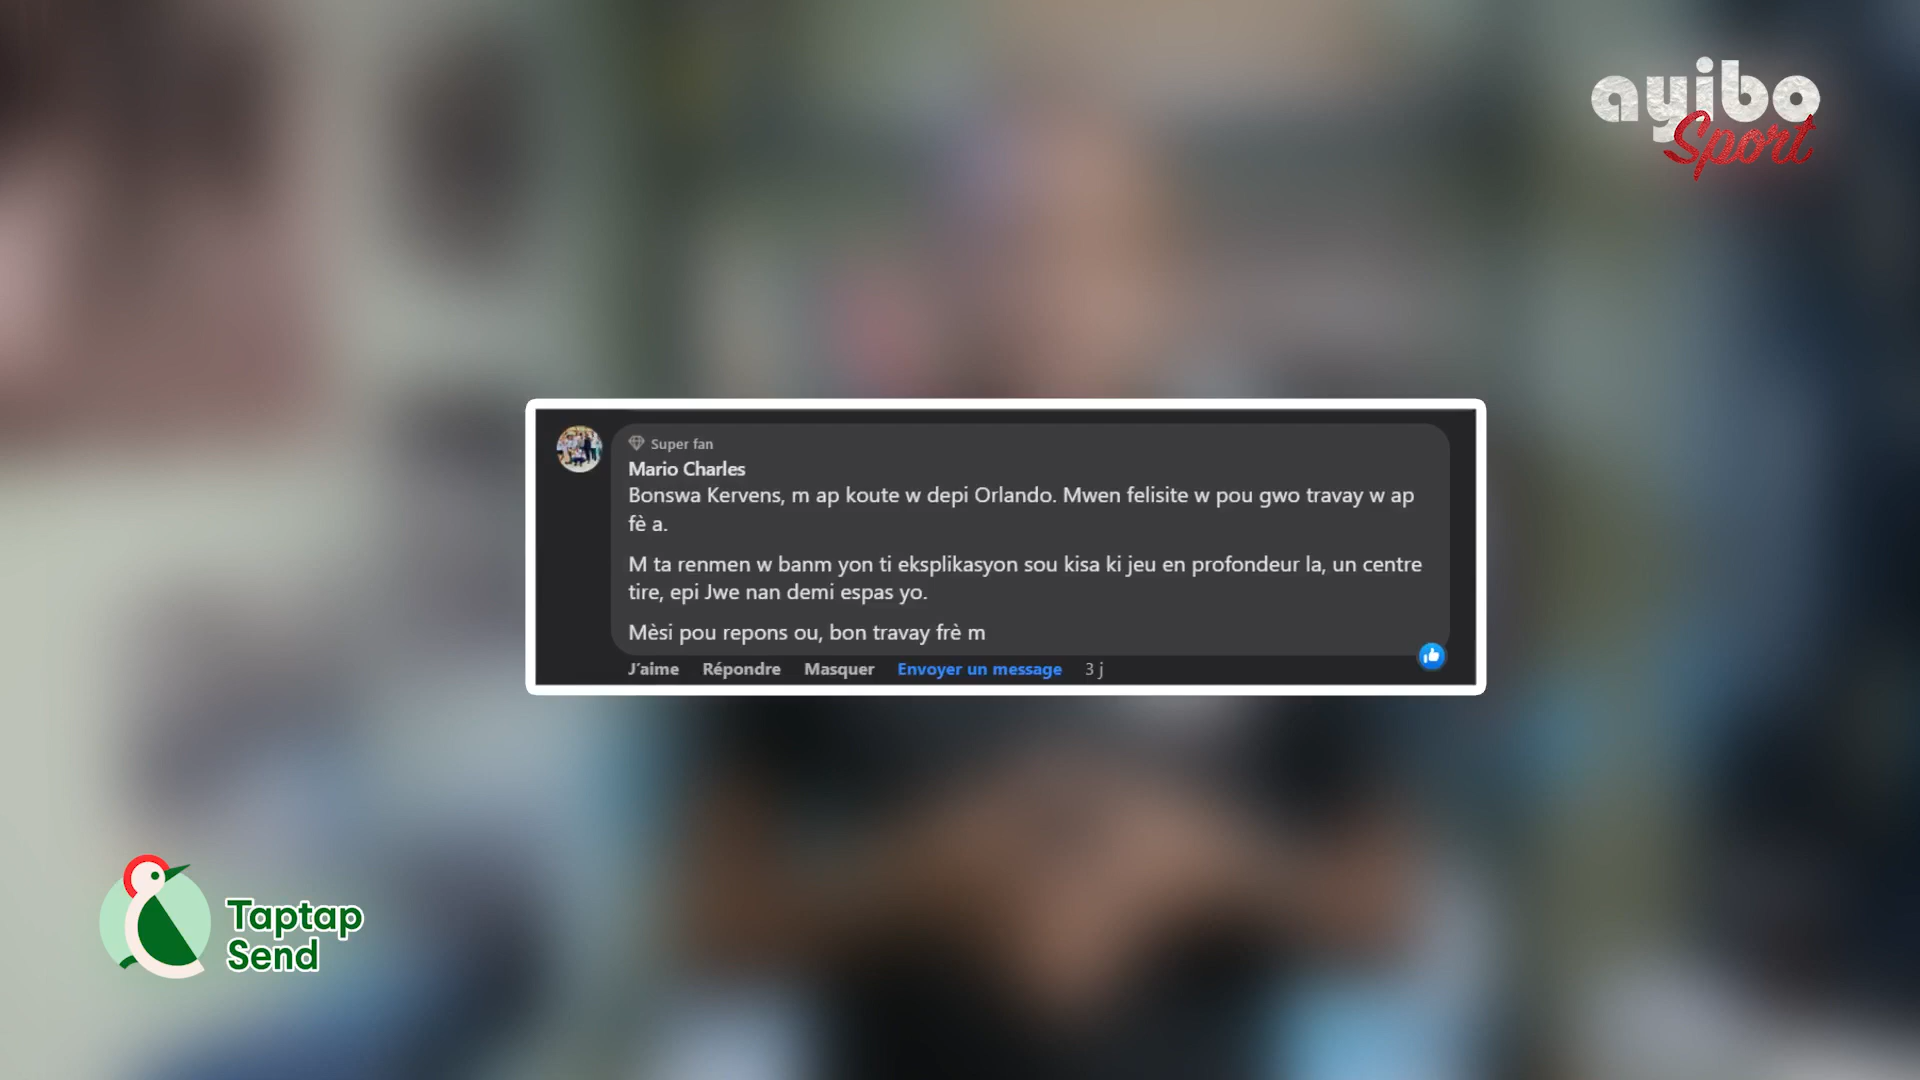 ayibo
Sport
Super fan
Mario Charles
Bonswa Kervens, m ap koute w depi Orlando. Mwen felisite w pou gwo travay w ap
fè a.
M ta renmen w banm yon ti eksplikasyon sou kisa ki jeu en profondeur la, un centre
tire, epi Jwe nan demi espas yo.
Mèsi pou repons ou, bon travay frè m
J'aime Répondre Masquer Envoyer un message 3 j
Taptap
Send